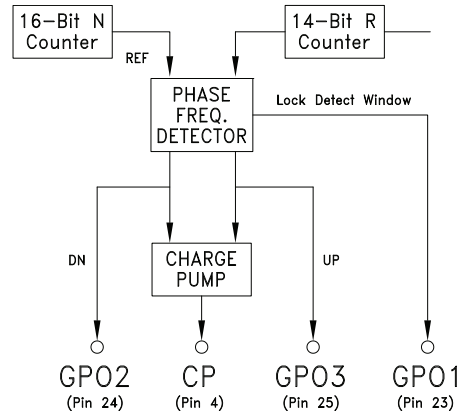 16-Bit N
Counter
14-Bit R
Counter
REF
PHASE
FREQ.
DETECTOR
Lock Detect Window
DN
CHARGE
PUMP
UP
GPO2
CP
GPO3
GPO1
(Pin 24)
(Pin 4)
(Pin 25)
(Pin 23)